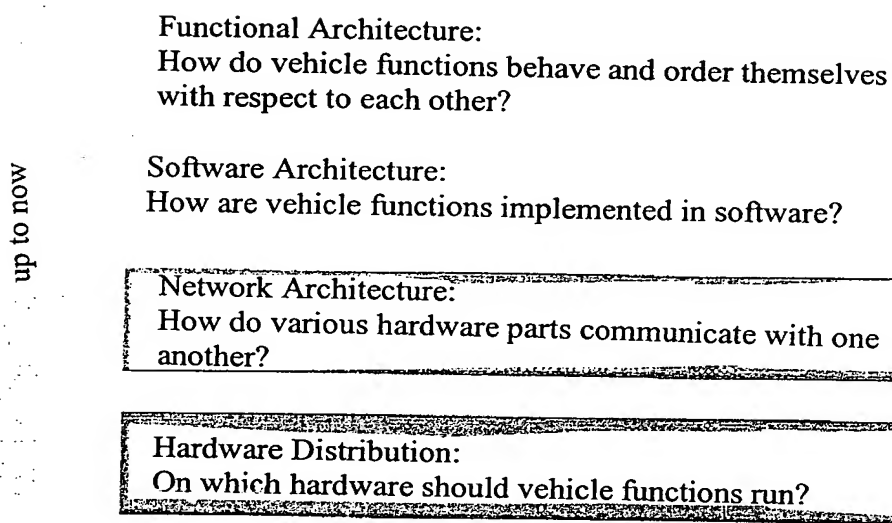 Functional Architecture:
How do vehicle functions behave and order themselves
with respect to each other?
up to now
Software Architecture:
How are vehicle functions implemented in software?
Network Architecture:
How do various hardware parts communicate with one
another?
Hardware Distribution:
On which hardware should vehicle functions run?